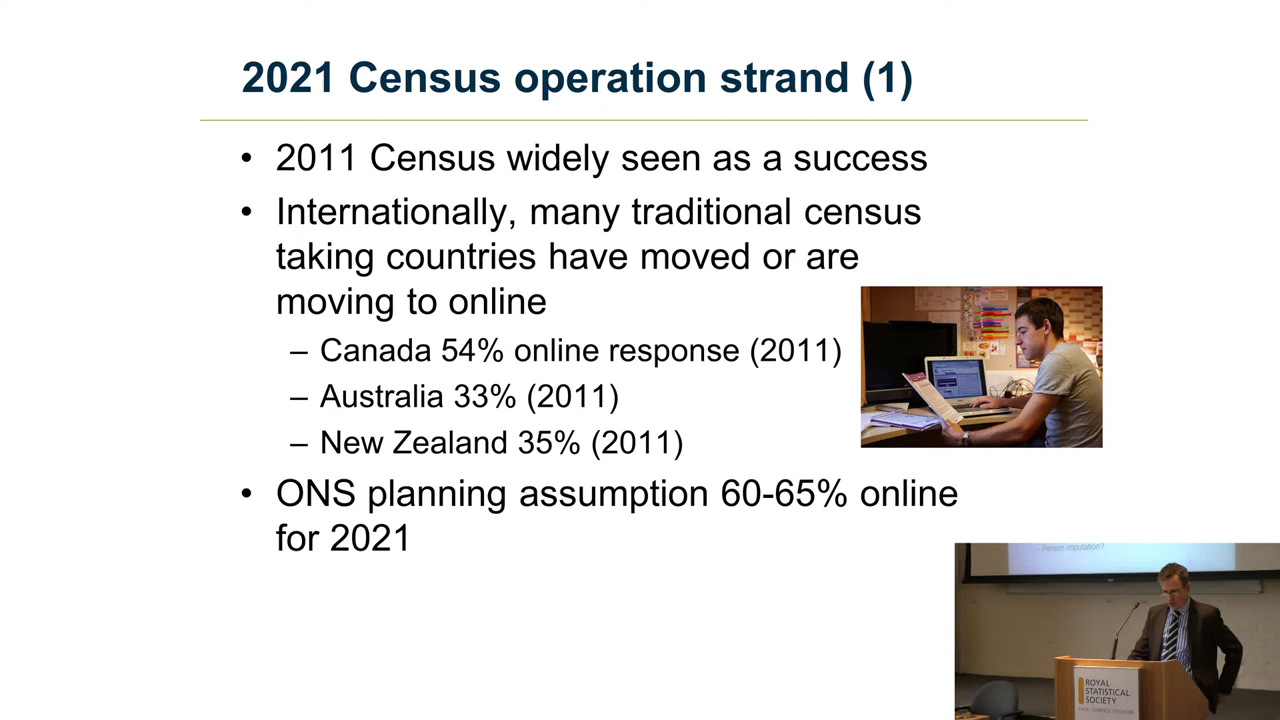 2021 Census operation strand (1)
• 2011 Census widely seen as a success
• Internationally, many traditional census
taking countries have moved or are
moving to online
– Canada 54% online response (2011)
– Australia 33% (2011)
– New Zealand 35% (2011)
• ONS planning assumption 60-65% online
for 2021
– Person imputation?
ROYAL
STATISTICAL
SOCIETY